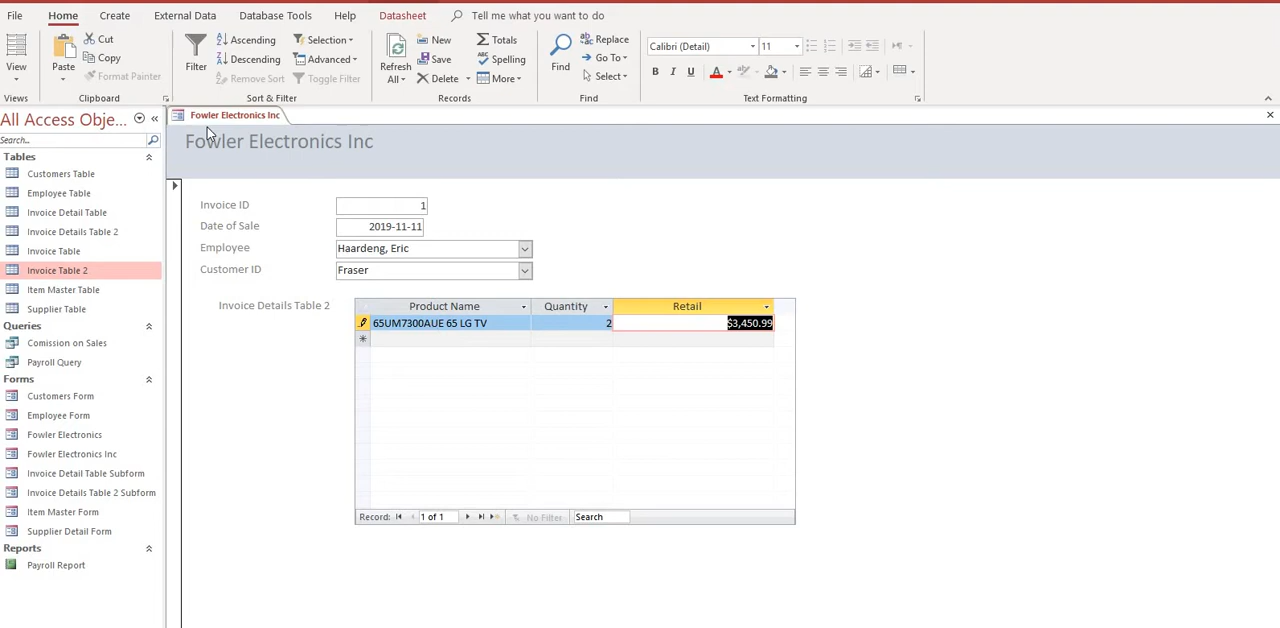 File Home Create External Data Database Tools Help Datasheet Tell me what you want to do
View
Views
Paste
Cut
Copy
Format Painter
Clipboard
Filter
Ascending
Descending
Remove Sort
Selection
Advanced
Toggle Filter
Sort & Filter
Refresh
All
New
Save
Delete
Totals
Spelling
More
Records
Find
Replace
Go To
Select
Find
Calibri (Detail) 11
B I U A
Text Formatting
All Access Obje...
Search...
Tables
Customers Table
Employee Table
Invoice Detail Table
Invoice Details Table 2
Invoice Table
Invoice Table 2
Item Master Table
Supplier Table
Queries
Comission on Sales
Payroll Query
Forms
Customers Form
Employee Form
Fowler Electronics
Fowler Electronics Inc
Invoice Detail Table Subform
Invoice Details Table 2 Subform
Item Master Form
Supplier Detail Form
Reports
Payroll Report
Fowler Electronics Inc
Fowler Electronics Inc
Invoice ID 1
Date of Sale 2019-11-11
Employee Haardeng, Eric
Customer ID Fraser
Invoice Details Table 2
Product Name Quantity Retail
65UM7300AUE 65 LG TV 2 $3,450.99
Record: 1 of 1 No Filter Search